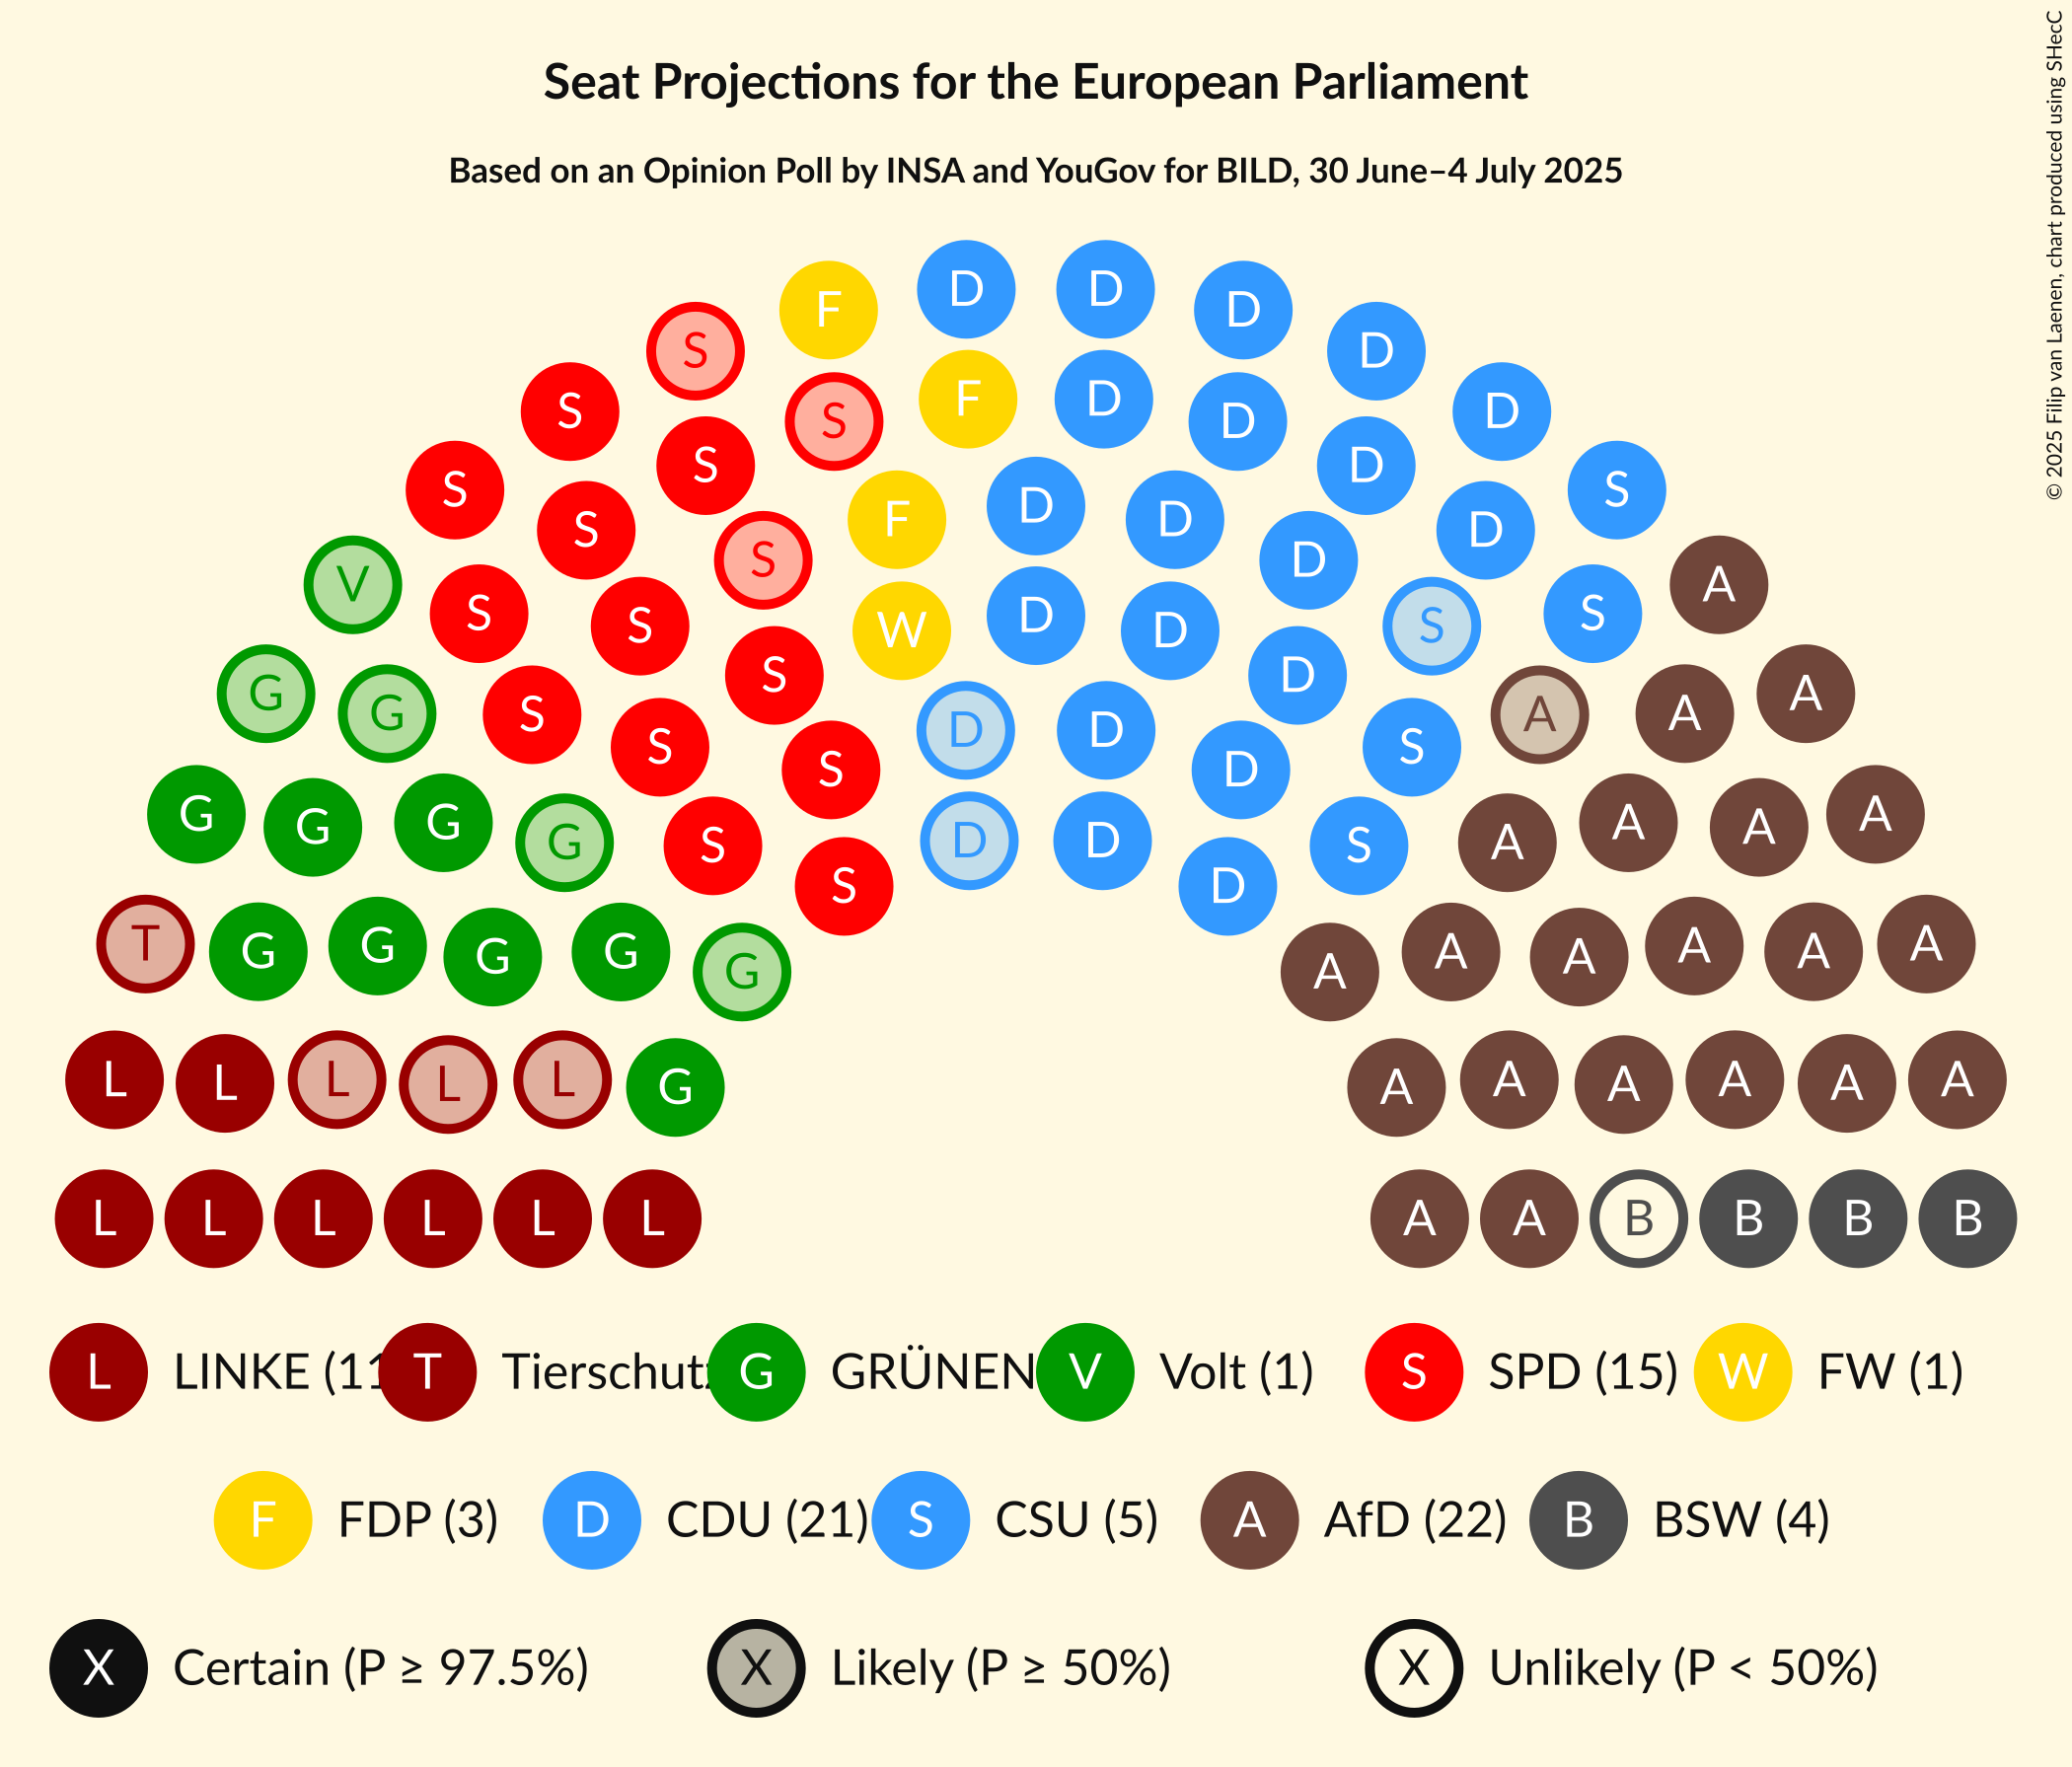 Seat Projections for the European Parliament
Based on an Opinion Poll by INSA and YouGov for BILD, 30 June–4 July 2025
© 2025 Filip van Laenen, chart produced using SHecC
D D
F D
S D
F D
S D D
S S D
S F D S
S D
S S D D
V A
S W D S
S S D
G S D A
G S A A
D D
S S
S D
G A
G G A A
G S D D S A
S D
T A
G G G G A A A A
G A
L L L L L G A A A A A A
L L L L L L A A B B B B
L LINKE (11 T Tierschutz G GRÜNEN V Volt (1) S SPD (15) W FW (1)
F FDP (3) D CDU (21) S CSU (5) A AfD (22) B BSW (4)
X Certain (P ≥ 97.5%) X Likely (P ≥ 50%) X Unlikely (P < 50%)